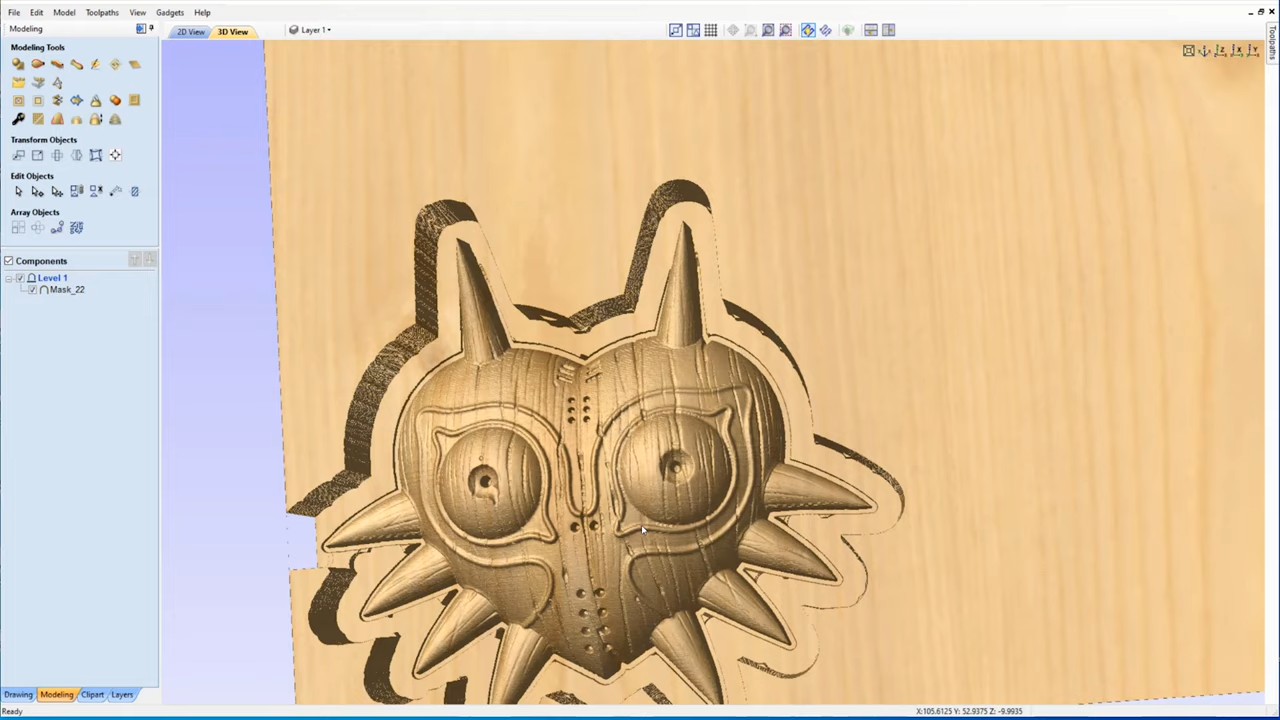 File Edit Model Toolpaths View Gadgets Help
Modeling
2D View 3D View Layer 1
Toolpaths
Modeling Tools
Transform Objects
Edit Objects
Array Objects
Components
Level 1
Mask_22
Drawing Modeling Clipart Layers
Ready
X:105.6125 Y: 52.9375 Z: -9.9935